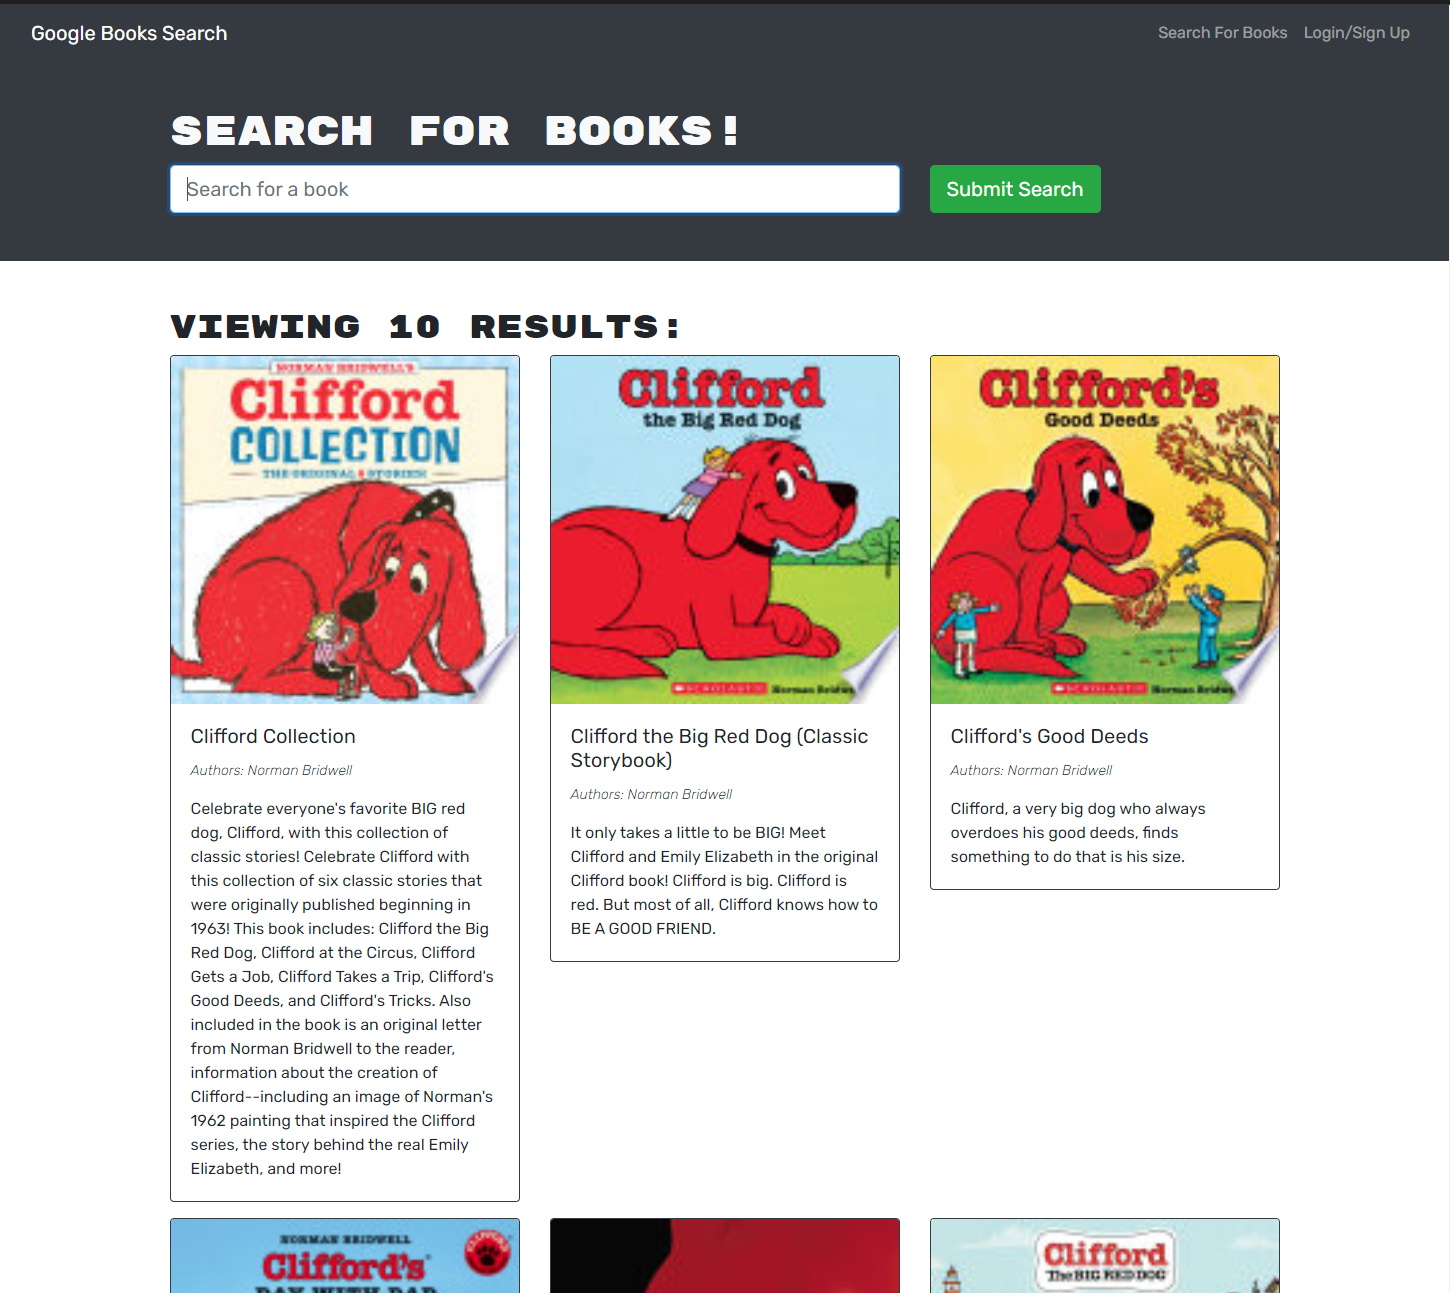 Google Books Search
Search For Books
Login/Sign Up
SEARCH FOR BOOKS!
Search for a book
Submit Search
VIEWING 10 RESULTS:
NORMAN BRIDWELL'S
Clifford
COLLECTION
THE ORIGINAL 6 STORIES!
Clifford
the Big Red Dog
SCHOLASTIC
Clifford's
Good Deeds
SCHOLASTIC
Clifford Collection
Authors: Norman Bridwell
Celebrate everyone's favorite BIG red
dog, Clifford, with this collection of
classic stories! Celebrate Clifford with
this collection of six classic stories that
were originally published beginning in
1963! This book includes: Clifford the Big
Red Dog, Clifford at the Circus, Clifford
Gets a Job, Clifford Takes a Trip, Clifford's
Good Deeds, and Clifford's Tricks. Also
included in the book is an original letter
from Norman Bridwell to the reader,
information about the creation of
Clifford--including an image of Norman's
1962 painting that inspired the Clifford
series, the story behind the real Emily
Elizabeth, and more!
Clifford the Big Red Dog (Classic
Storybook)
Authors: Norman Bridwell
It only takes a little to be BIG! Meet
Clifford and Emily Elizabeth in the original
Clifford book! Clifford is big. Clifford is
red. But most of all, Clifford knows how to
BE A GOOD FRIEND.
Clifford's Good Deeds
Authors: Norman Bridwell
Clifford, a very big dog who always
overdoes his good deeds, finds
something to do that is his size.
NORMAN BRIDWELL
Clifford's
DAY WITH DAD
Clifford
The BIG RED DOG